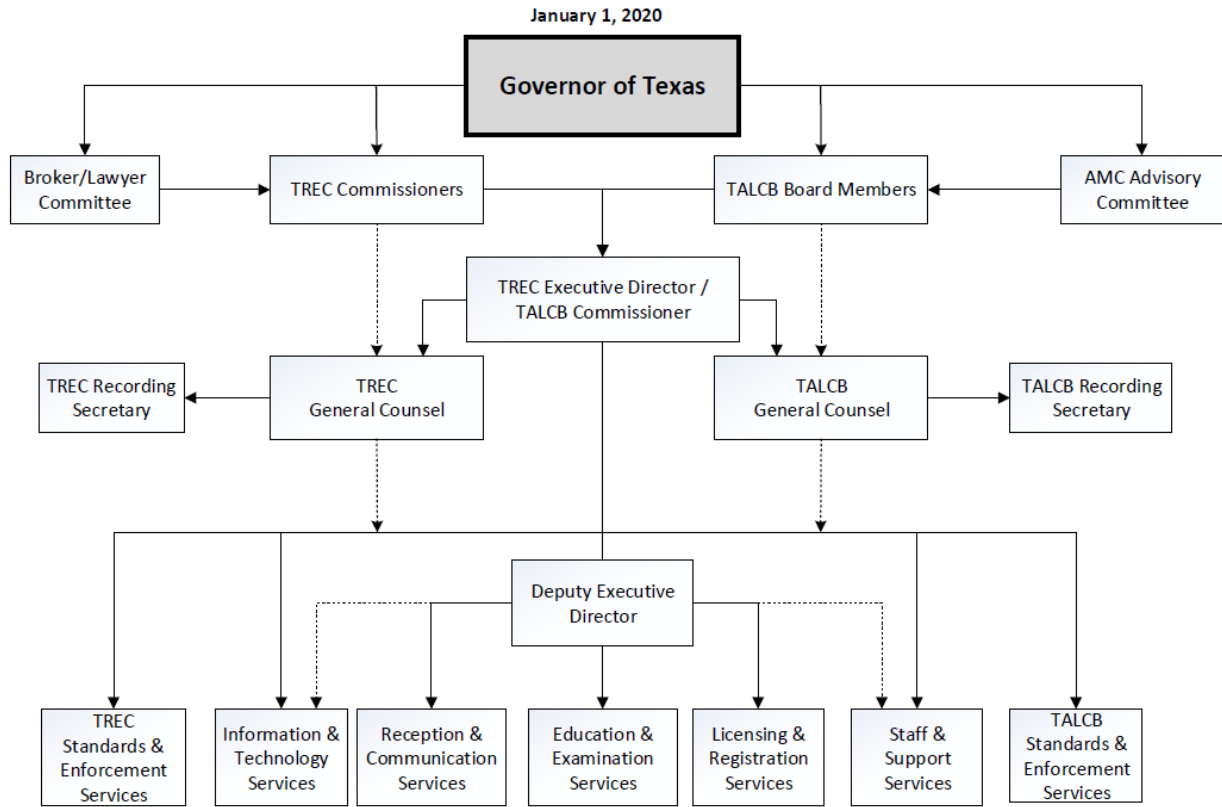 January 1, 2020
Governor of Texas
Broker/Lawyer
Committee
TREC Commissioners
TALCB Board Members
AMC Advisory
Committee
TREC Executive Director /
TALCB Commissioner
TREC Recording
Secretary
TREC
General Counsel
TALCB
General Counsel
TALCB Recording
Secretary
Deputy Executive
Director
TREC
Standards &
Enforcement
Services
Information &
Technology
Services
Reception &
Communication
Services
Education &
Examination
Services
Licensing &
Registration
Services
Staff &
Support
Services
TALCB
Standards &
Enforcement
Services